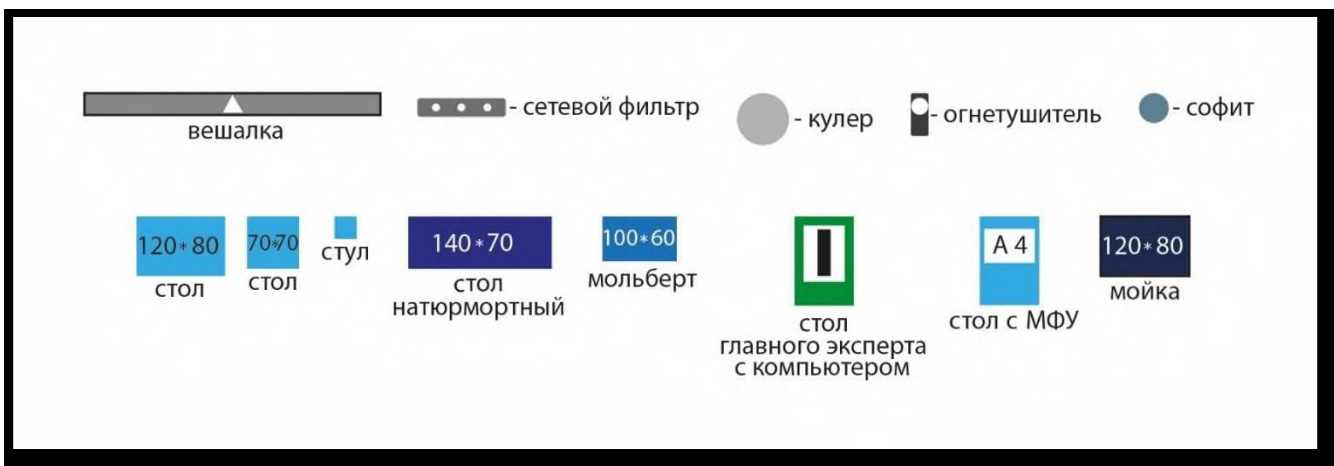 вешалка
- сетевой фильтр
- кулер
- огнетушитель
- софит
120*80
стол
70*70
стол
стул
140*70
стол
натюрмортный
100*60
мольберт
стол
главного эксперта
с компьютером
А 4
стол с МФУ
120*80
мойка